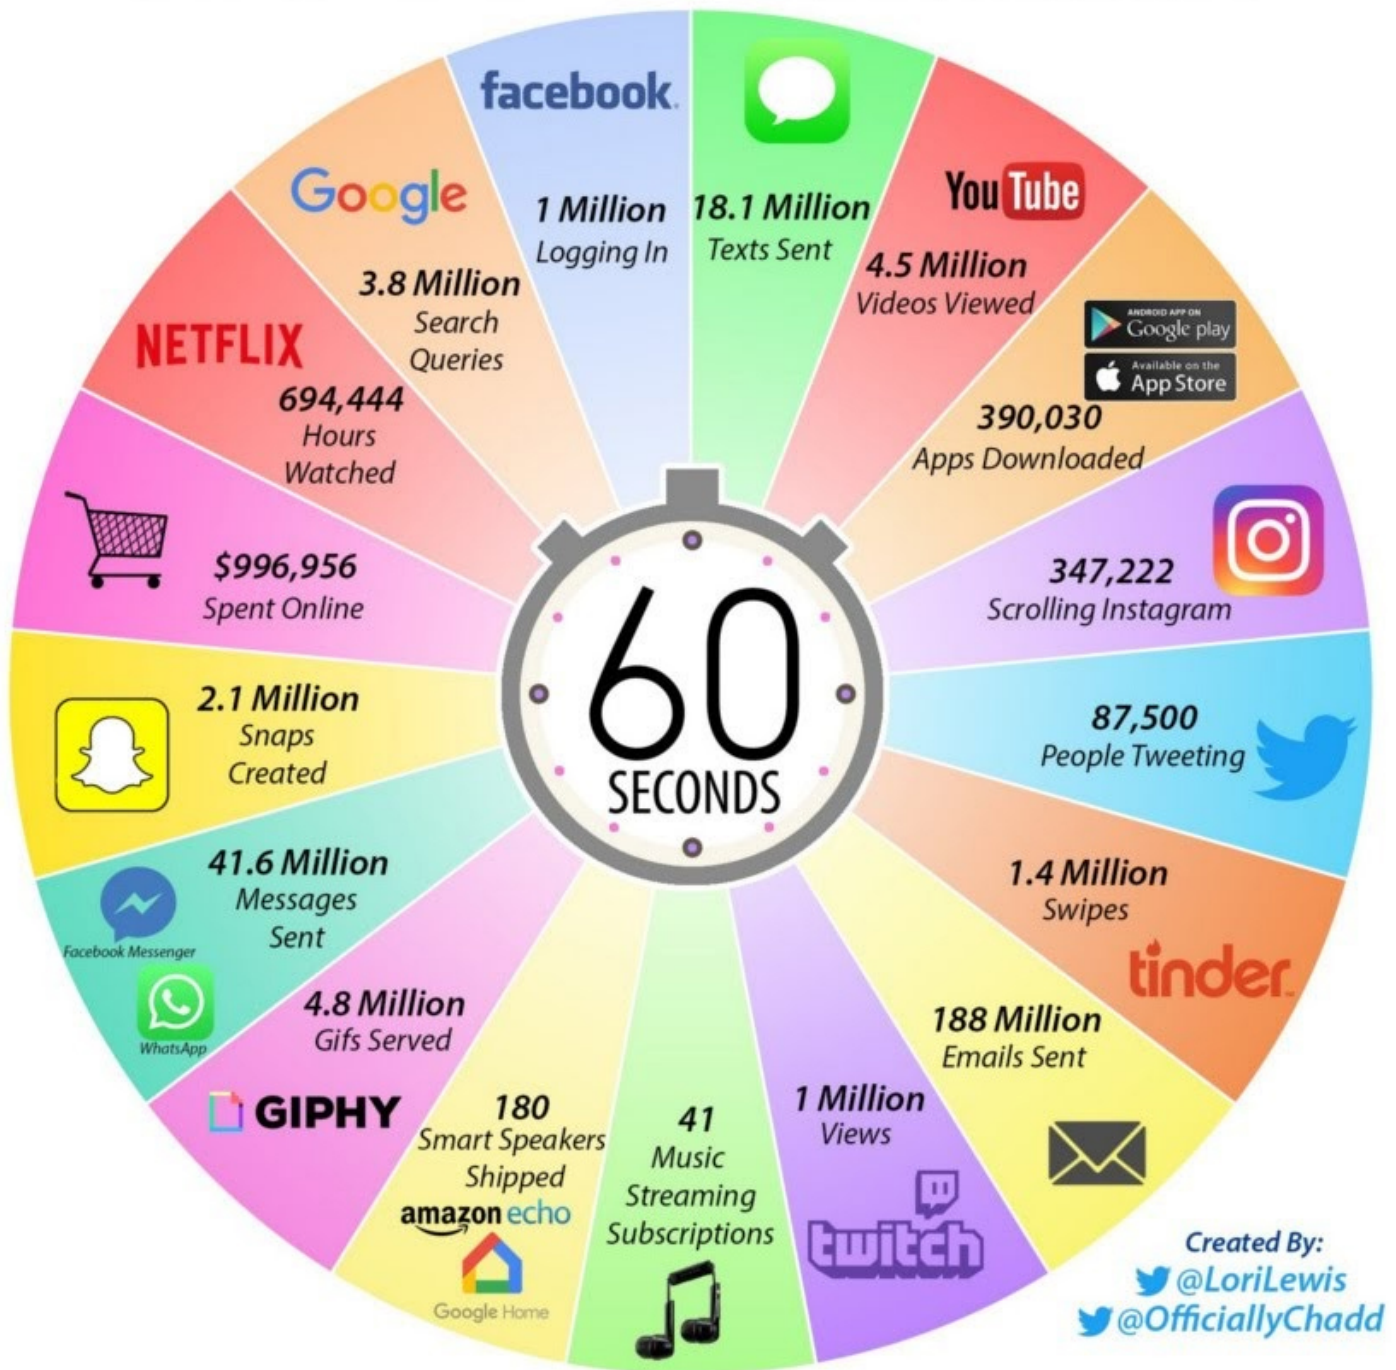 facebook
1 Million
Logging In
18.1 Million
Texts Sent
YouTube
4.5 Million
Videos Viewed
ANDROID APP ON
Google play
Available on the
App Store
390,030
Apps Downloaded
347,222
Scrolling Instagram
87,500
People Tweeting
1.4 Million
Swipes
tinder
188 Million
Emails Sent
1 Million
Views
twitch
41
Music
Streaming
Subscriptions
180
Smart Speakers
Shipped
amazon echo
Google Home
4.8 Million
Gifs Served
GIPHY
41.6 Million
Messages
Sent
Facebook Messenger
WhatsApp
2.1 Million
Snaps
Created
$996,956
Spent Online
NETFLIX
694,444
Hours
Watched
Google
3.8 Million
Search
Queries
60
SECONDS
Created By:
@LoriLewis
@OfficiallyChadd